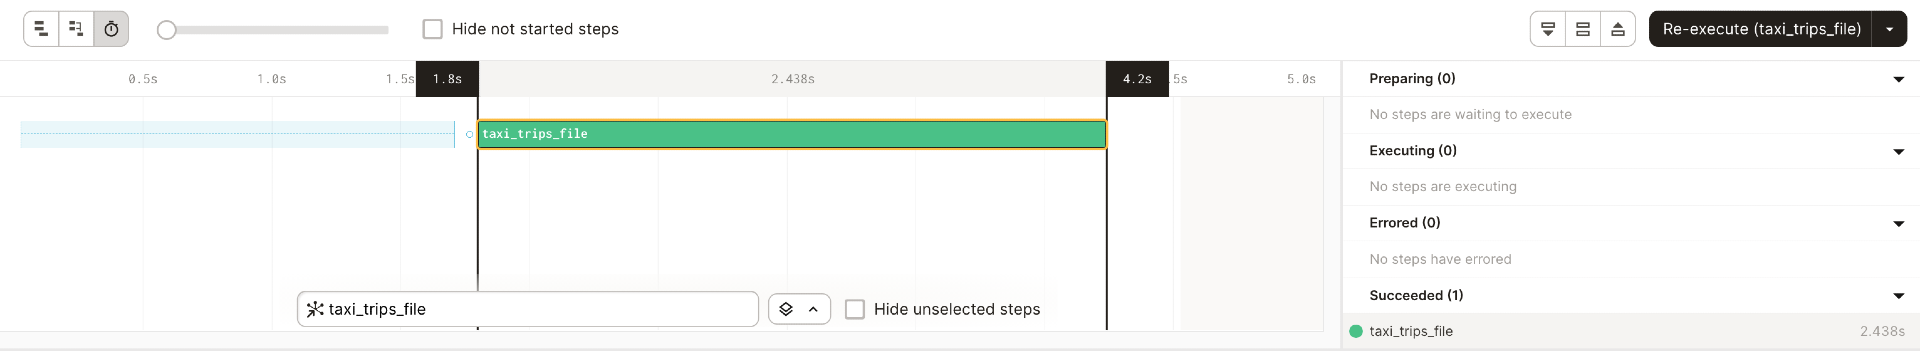 Hide not started steps
Re-execute (taxi_trips_file)
0.5s 1.0s 1.5s 1.8s 2.438s 4.2s 5s 5.0s
Preparing (0)
No steps are waiting to execute
taxi_trips_file
Executing (0)
No steps are executing
Errored (0)
No steps have errored
Succeeded (1)
taxi_trips_file
Hide unselected steps
taxi_trips_file 2.438s